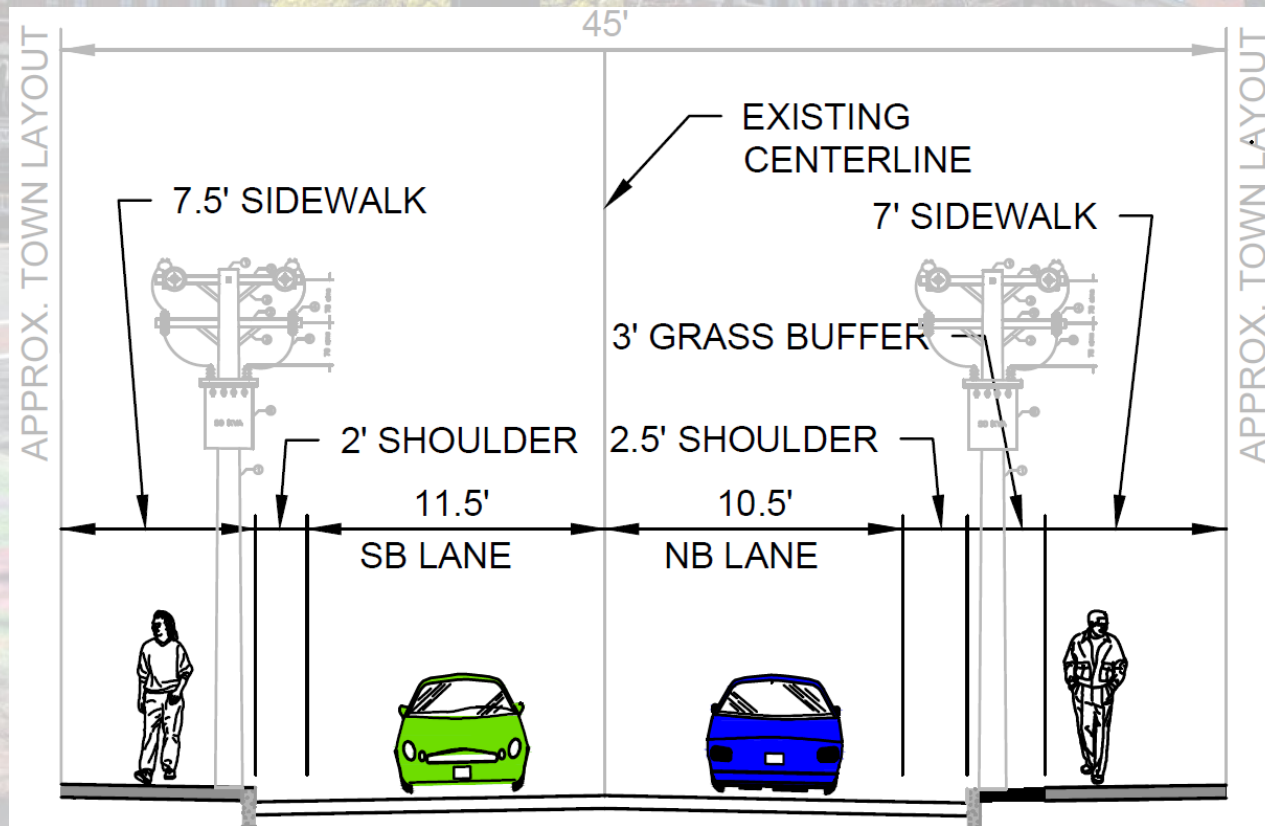 45'
APPROX. TOWN LAYOUT
APPROX. TOWN LAYOUT
EXISTING
CENTERLINE
7.5' SIDEWALK
7' SIDEWALK
3' GRASS BUFFER
2' SHOULDER
2.5' SHOULDER
11.5'
10.5'
SB LANE
NB LANE